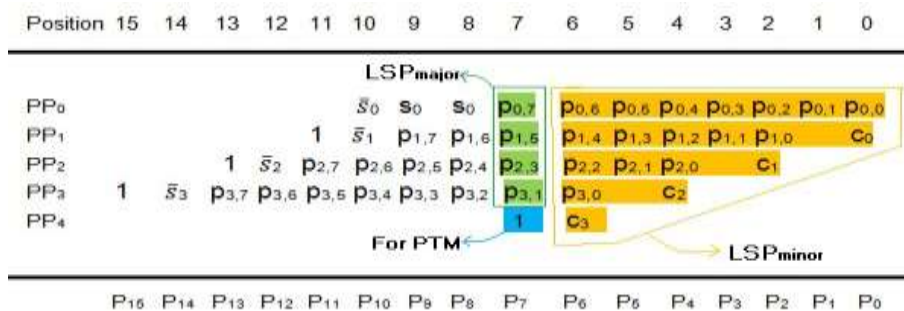 Position 15 14 13 12 11 10 9 8 7 6 5 4 3 2 1 0
LSPmajor
PP₀ s̅₀ s₀ s₀ p₀,₇ p₀,₆ p₀,₆ p₀,₄ p₀,₃ p₀,₂ p₀,₁ p₀,₀
PP₁ 1 s̅₁ p₁,₇ p₁,₆ p₁,₅ p₁,₄ p₁,₃ p₁,₂ p₁,₁ p₁,₀ c₀
PP₂ 1 s̅₂ p₂,₇ p₂,₆ p₂,₅ p₂,₄ p₂,₃ p₂,₂ p₂,₁ p₂,₀ c₁
PP₃ 1 s̅₃ p₃,₇ p₃,₆ p₃,₅ p₃,₄ p₃,₃ p₃,₂ p₃,₁ p₃,₀ c₂
PP₄ 1 c₃
For PTM
LSPminor
P₁₅ P₁₄ P₁₃ P₁₂ P₁₁ P₁₀ P₉ P₈ P₇ P₆ P₅ P₄ P₃ P₂ P₁ P₀